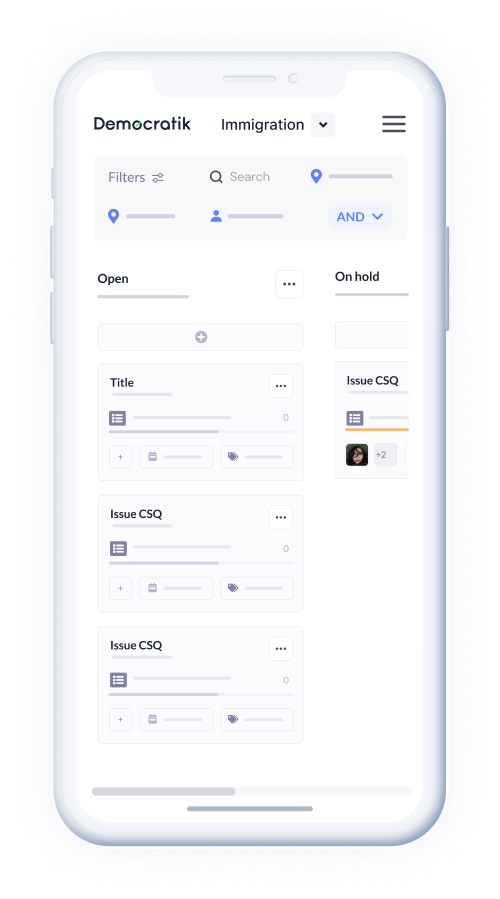 Democratik
Immigration
Filters
Search
AND
Open
On hold
Title
0
+
Issue CSQ
+2
Issue CSQ
0
+
Issue CSQ
0
+